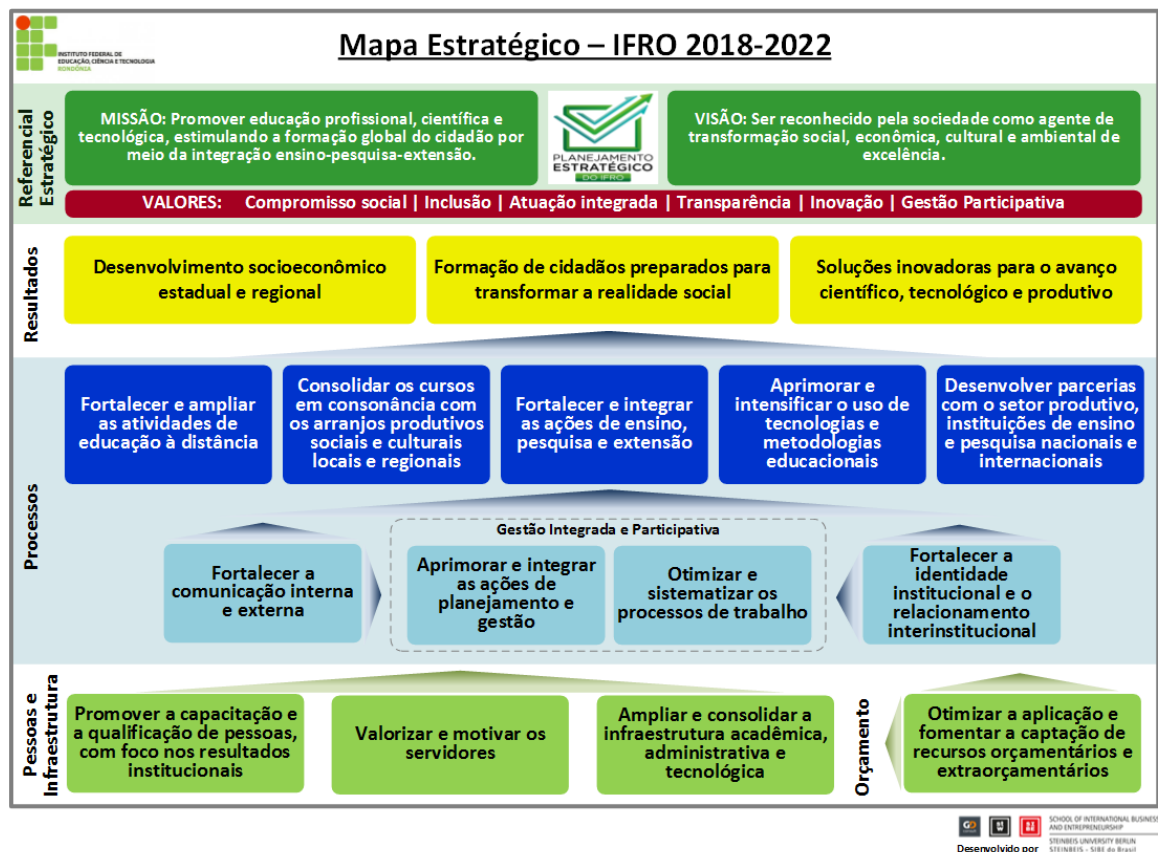 INSTITUTO FEDERAL DE
EDUCAÇÃO, CIÊNCIA E TECNOLOGIA
RONDÔNIA
Mapa Estratégico – IFRO 2018-2022
Referencial
Estratégico
MISSÃO: Promover educação profissional, científica e
tecnológica, estimulando a formação global do cidadão por
meio da integração ensino-pesquisa-extensão.
PLANEJAMENTO
ESTRATÉGICO
DO IFRO
VISÃO: Ser reconhecido pela sociedade como agente de
transformação social, econômica, cultural e ambiental de
excelência.
VALORES: Compromisso social | Inclusão | Atuação integrada | Transparência | Inovação | Gestão Participativa
Resultados
Desenvolvimento socioeconômico
estadual e regional
Formação de cidadãos preparados para
transformar a realidade social
Soluções inovadoras para o avanço
científico, tecnológico e produtivo
Processos
Fortalecer e ampliar
as atividades de
educação à distância
Consolidar os cursos
em consonância com
os arranjos produtivos
sociais e culturais
locais e regionais
Fortalecer e integrar
as ações de ensino,
pesquisa e extensão
Aprimorar e
intensificar o uso de
tecnologias e
metodologias
educacionais
Desenvolver parcerias
com o setor produtivo,
instituições de ensino
e pesquisa nacionais e
internacionais
Gestão Integrada e Participativa
Fortalecer a
comunicação interna
e externa
Aprimorar e integrar
as ações de
planejamento e
gestão
Otimizar e
sistematizar os
processos de trabalho
Fortalecer a
identidade
institucional e o
relacionamento
interinstitucional
Pessoas e
Infraestrutura
Promover a capacitação e
a qualificação de pessoas,
com foco nos resultados
institucionais
Valorizar e motivar os
servidores
Ampliar e consolidar a
infraestrutura acadêmica,
administrativa e
tecnológica
Orçamento
Otimizar a aplicação e
fomentar a captação de
recursos orçamentários e
extraorçamentários
Desenvolvido por
SCHOOL OF INTERNATIONAL BUSINESS
AND ENTREPRENEURSHIP
STEINBEIS UNIVERSITY BERLIN
STEINBEIS - SIBE do Brasil